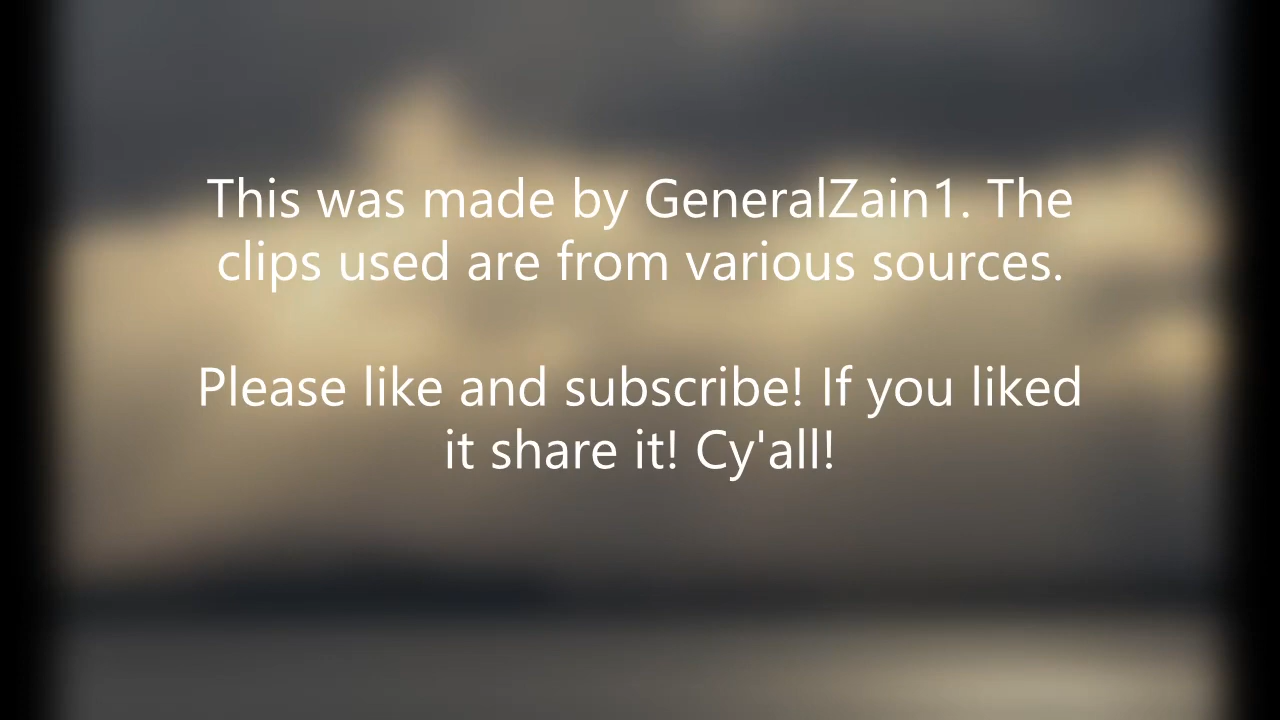 This was made by GeneralZain1. The
clips used are from various sources.
Please like and subscribe! If you liked
it share it! Cy'all!